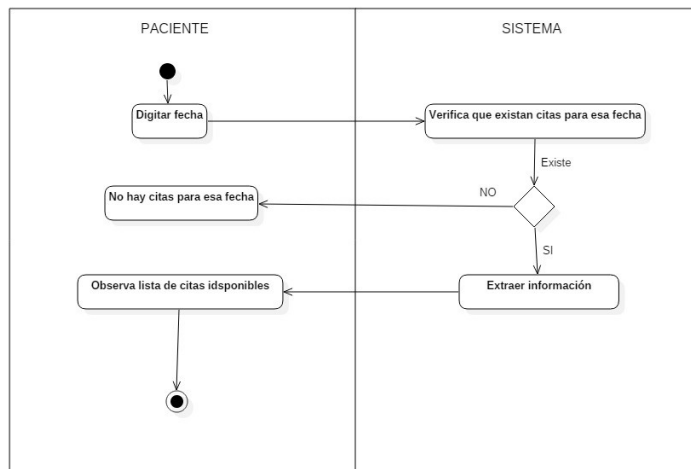 PACIENTE
SISTEMA
Digitar fecha
Verifica que existan citas para esa fecha
Existe
No hay citas para esa fecha
NO
SI
Observa lista de citas idsponibles
Extraer información